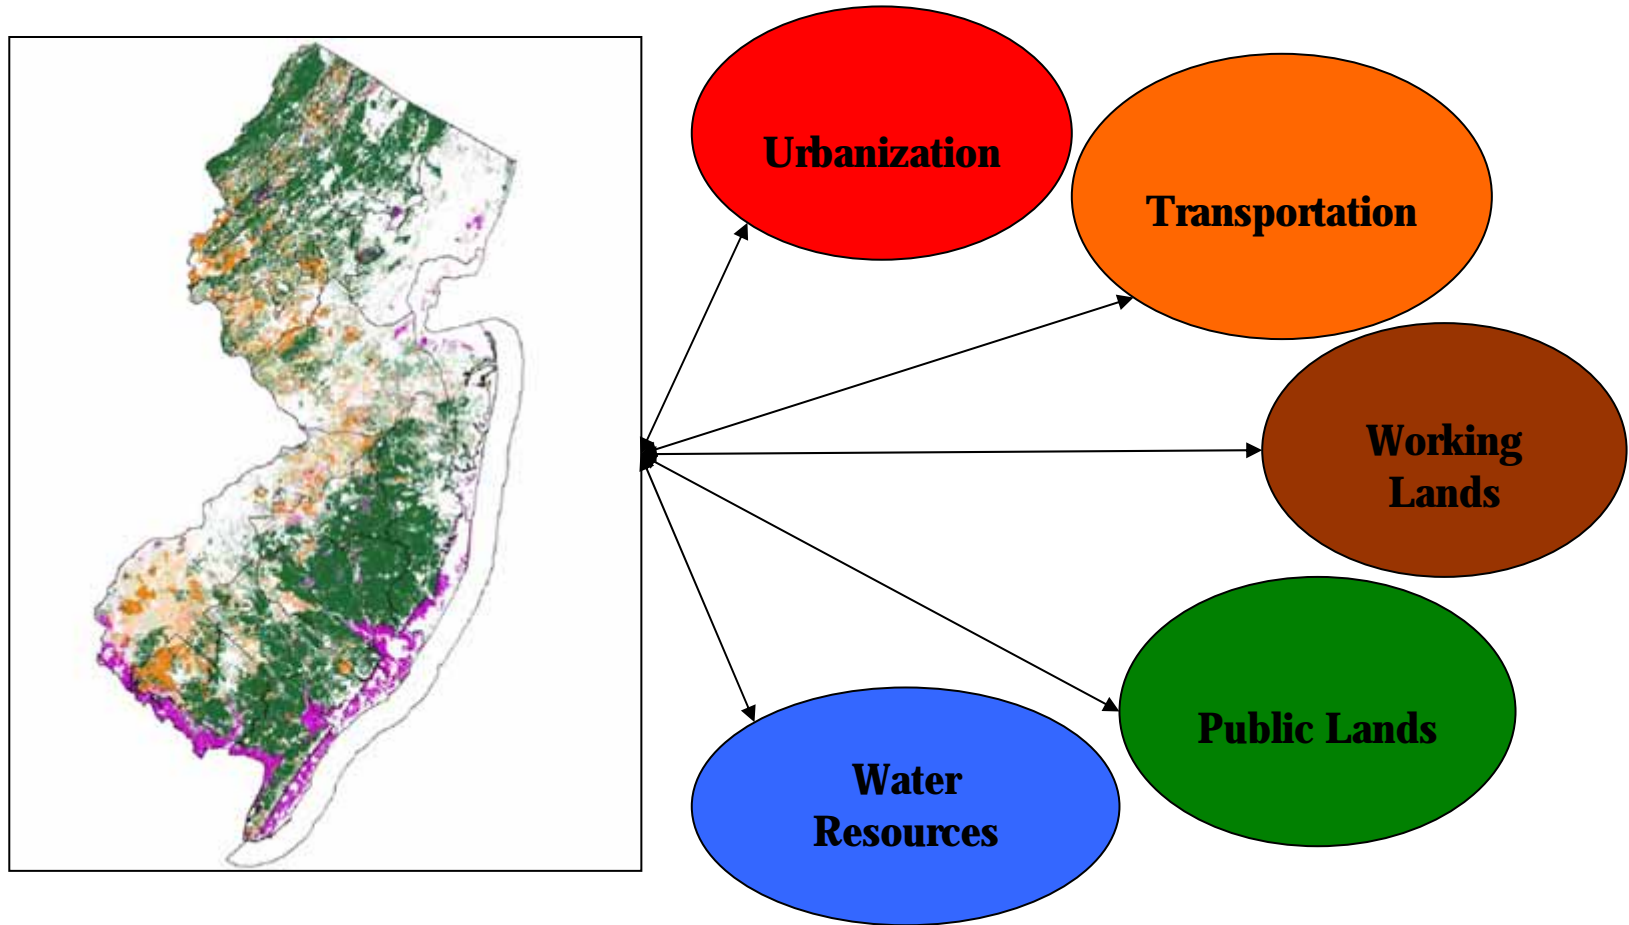 Urbanization
Transportation
Working
Lands
Public Lands
Water
Resources